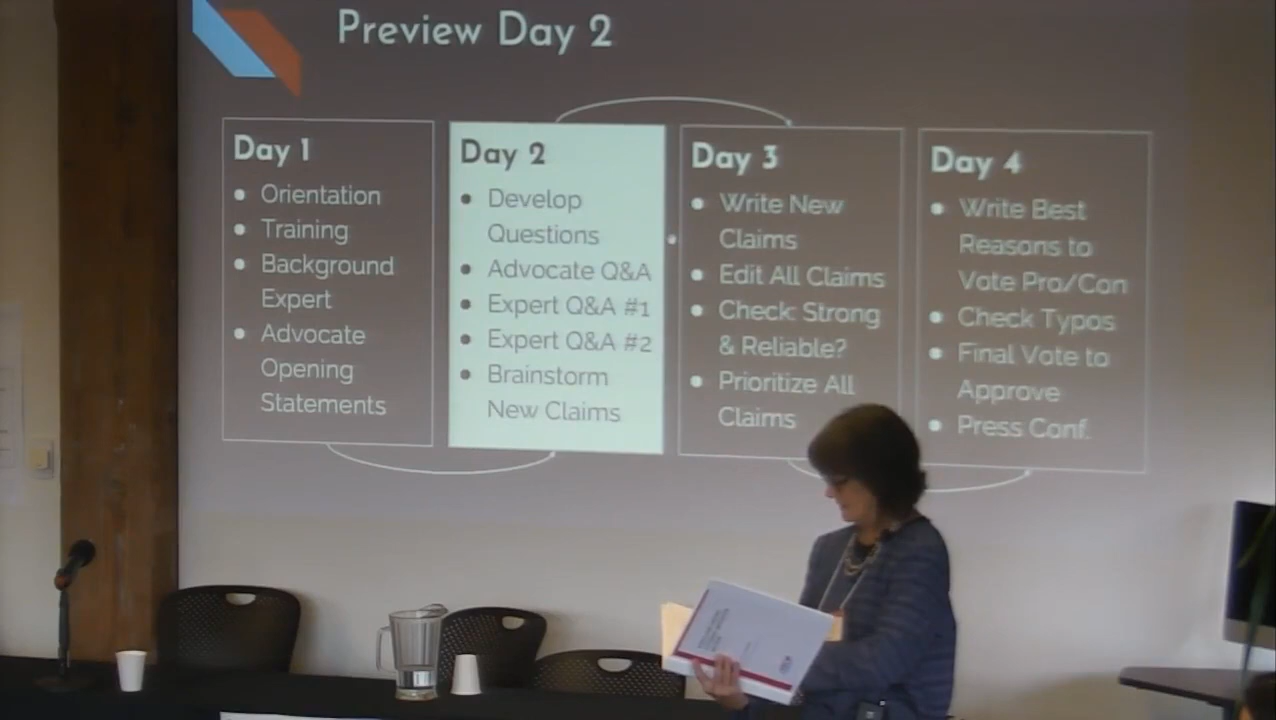 Preview Day 2
Day 1
Orientation
Training
Background
Expert
Advocate
Opening
Statements
Day 2
Develop
Questions
Advocate Q&A
Expert Q&A #1
Expert Q&A #2
Brainstorm
New Claims
Day 3
Write New
Claims
Edit All Claims
Check: Strong
& Reliable?
Prioritize All
Claims
Day 4
Write Best
Reasons to
Vote Pro/Con
Check Typos
Final Vote to
Approve
Press Conf.